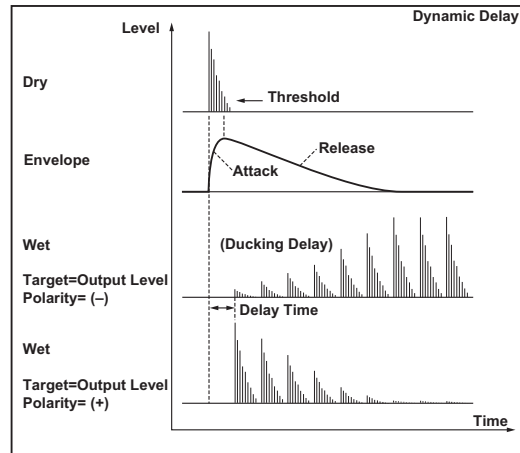 Dynamic Delay
Level
Dry
Threshold
Envelope
Release
Attack
Wet
(Ducking Delay)
Target=Output Level
Polarity= (–)
Delay Time
Wet
Target=Output Level
Polarity= (+)
Time